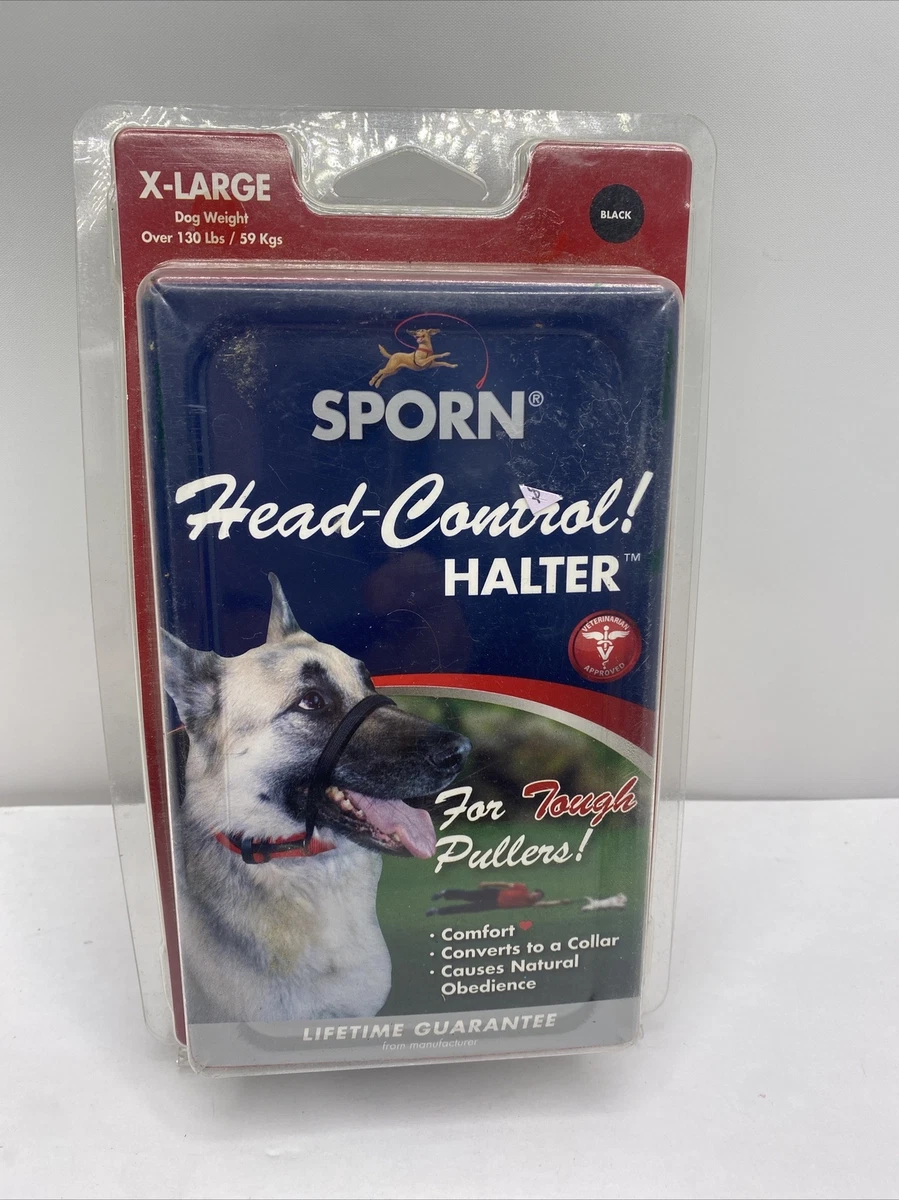 X-LARGE
Dog Weight
Over 130 Lbs / 59 Kgs
BLACK
SPORN®
Head-Control!
HALTER™
VETERINARIAN
APPROVED
For Tough
Pullers!
· Comfort
· Converts to a Collar
· Causes Natural
Obedience
LIFETIME GUARANTEE
from manufacturer